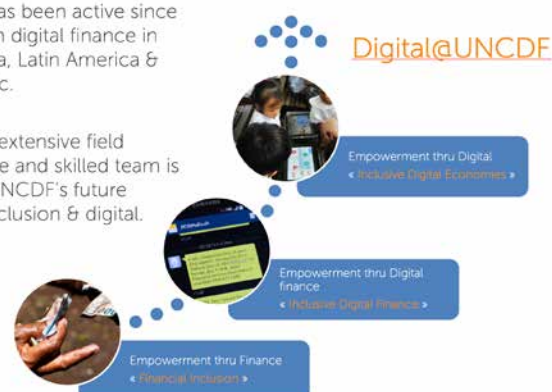 as been active since
n digital finance in
a, Latin America &
c.
extensive field
e and skilled team is
NCDF's future
clusion & digital.
Digital@UNCDF
Empowerment thru Digital
« Inclusive Digital Economies »
Empowerment thru Digital
finance
« Inclusive Digital Finance »
Empowerment thru Finance
« Financial Inclusion »